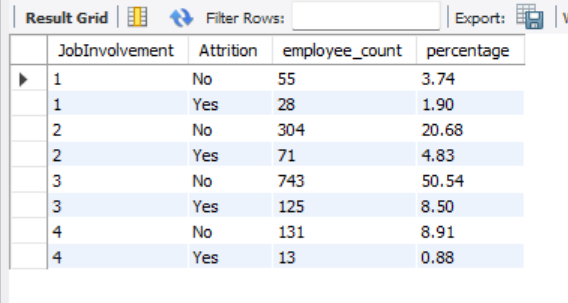 Result Grid Filter Rows: Export:
JobInvolvement Attrition employee_count percentage
1 No 55 3.74
1 Yes 28 1.90
2 No 304 20.68
2 Yes 71 4.83
3 No 743 50.54
3 Yes 125 8.50
4 No 131 8.91
4 Yes 13 0.88